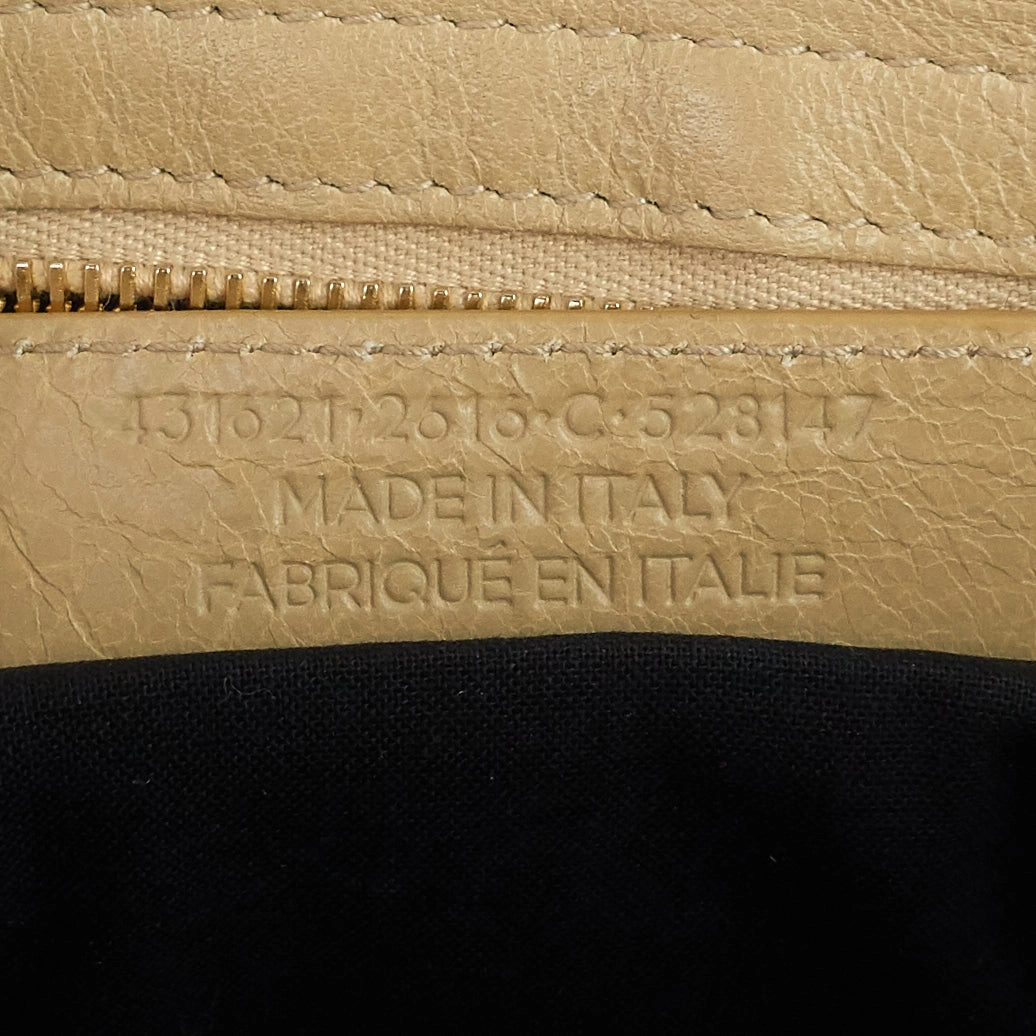 431621·2616·C·528147
MADE IN ITALY
FABRIQUÉ EN ITALIE